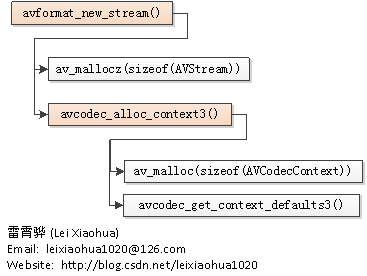 avformat_new_stream()
av_mallocz(sizeof(AVStream))
avcodec_alloc_context3()
av_malloc(sizeof(AVCodecContext))
avcodec_get_context_defaults3()
雷霄骅 (Lei Xiaohua)
Email: leixiaohua1020@126.com
Website: http://blog.csdn.net/leixiaohua1020